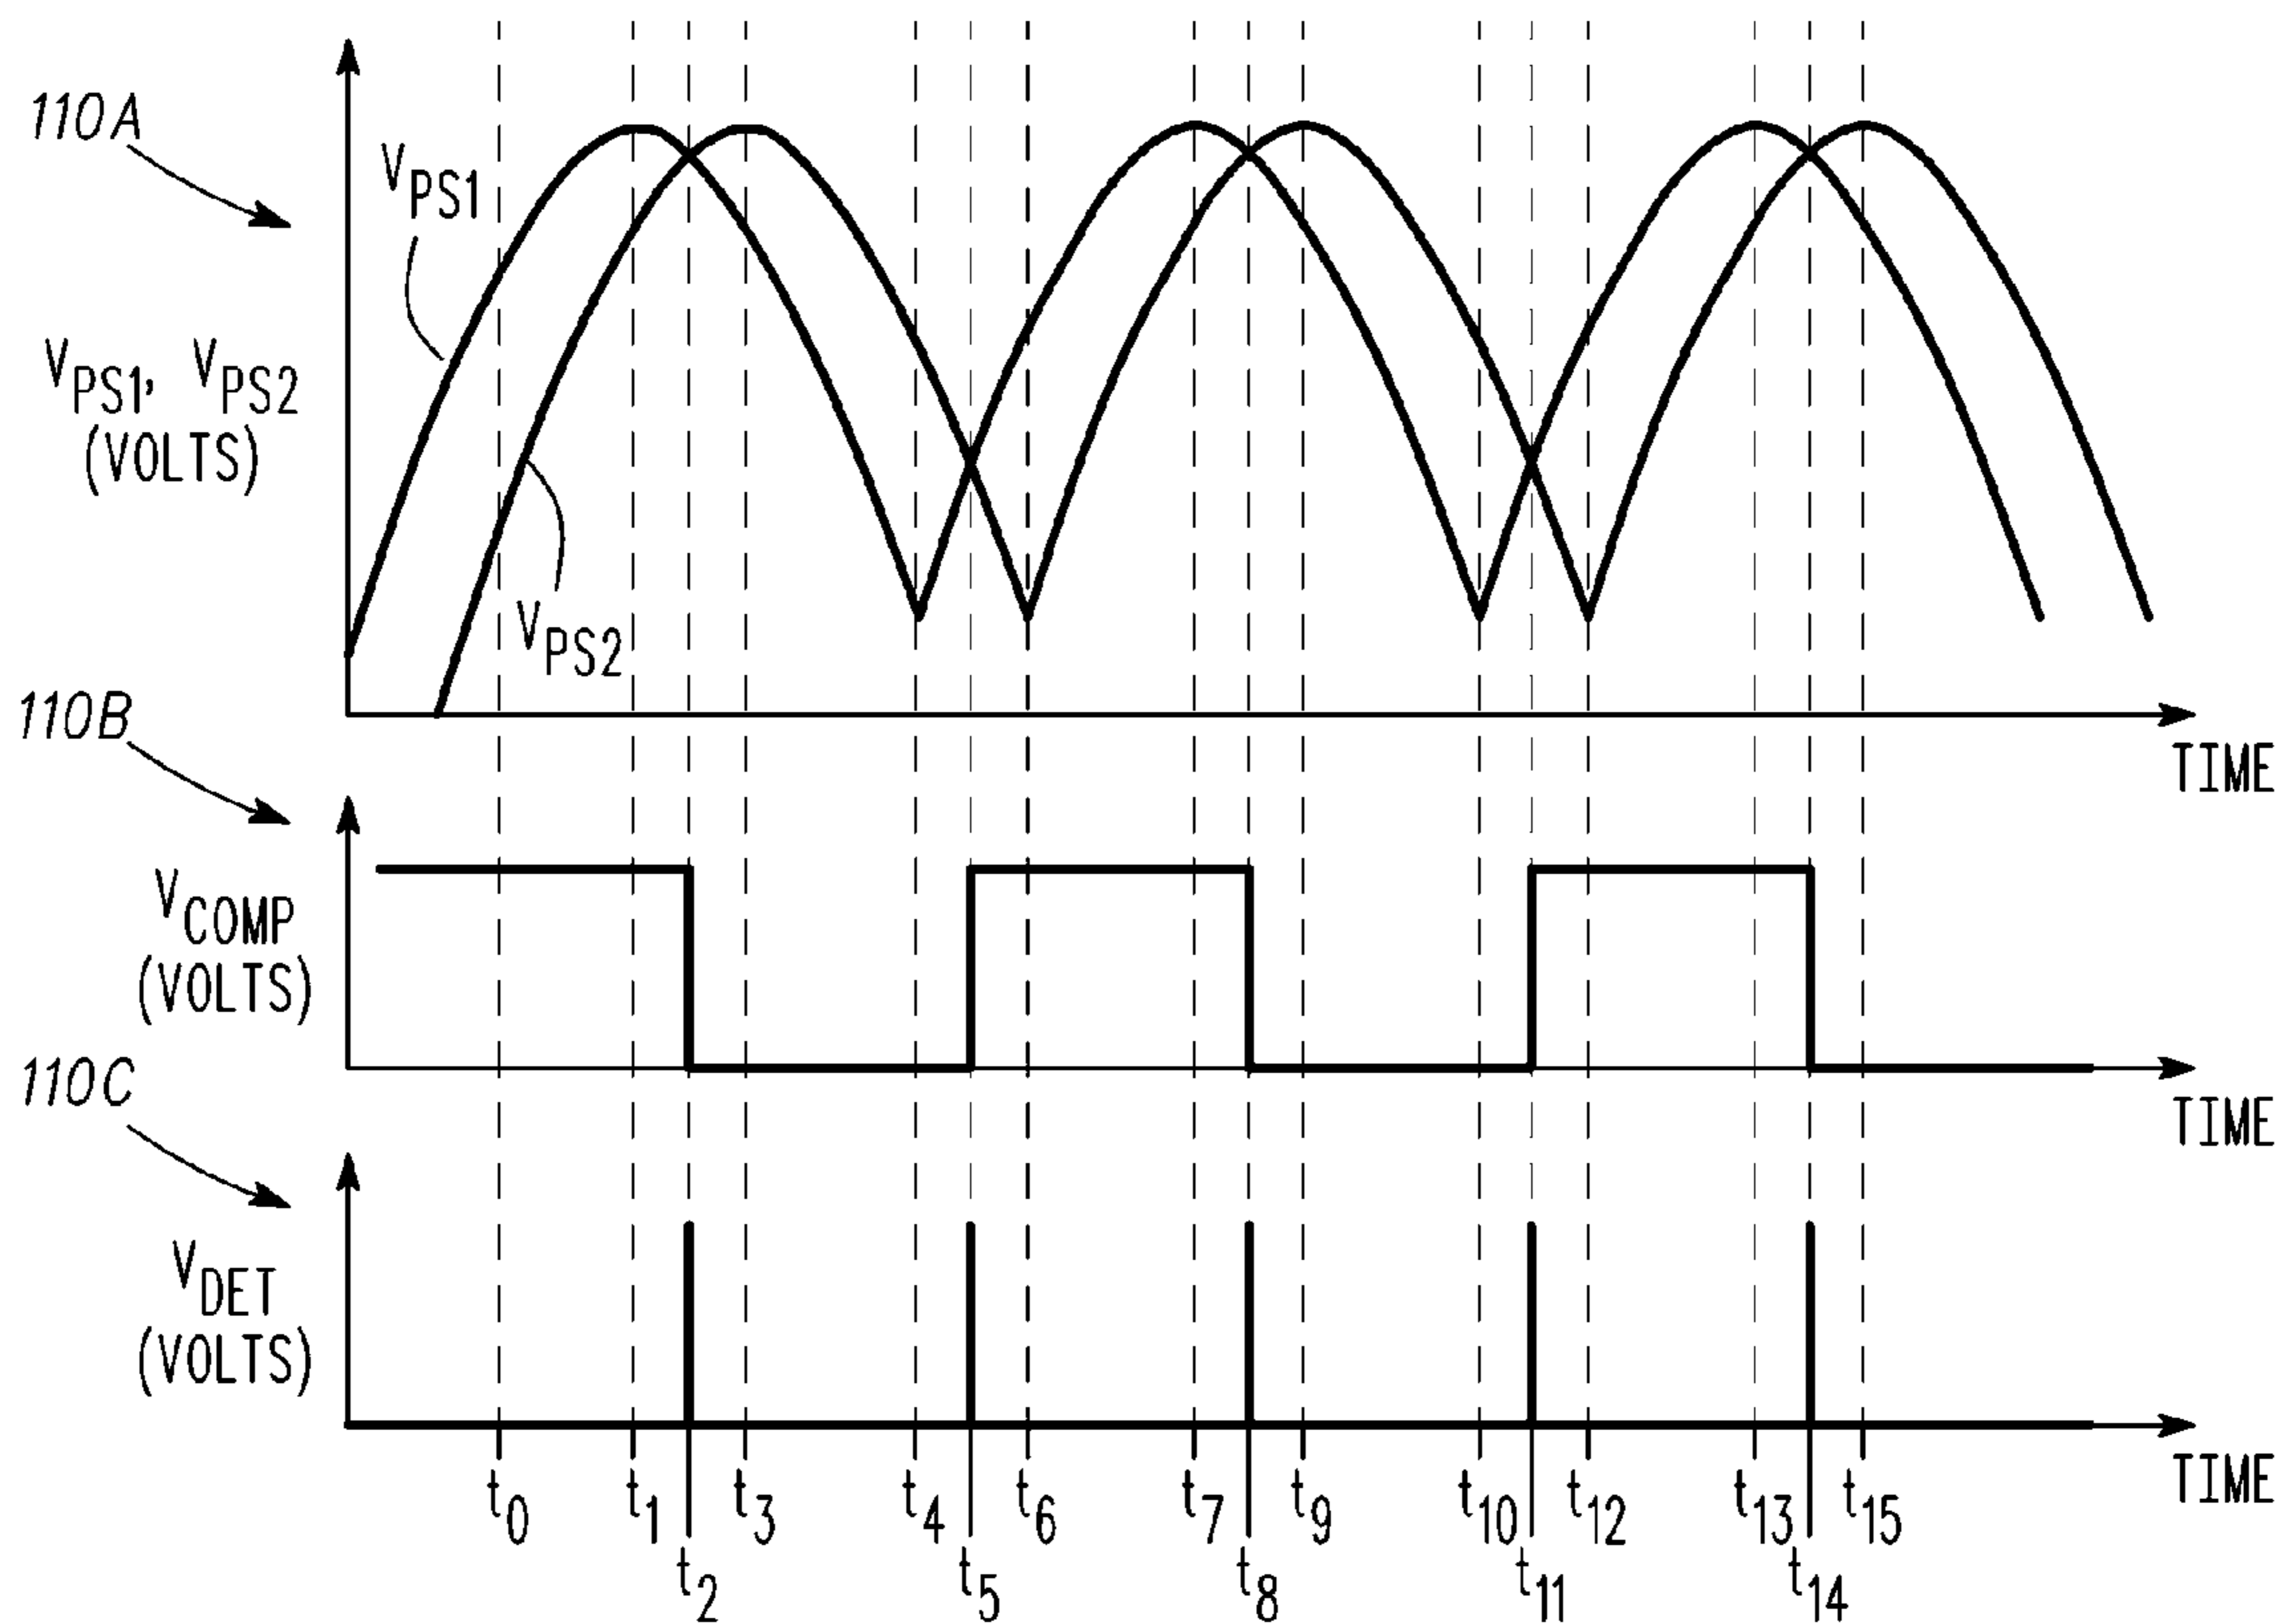 110A
VPS1
VPS1, VPS2
(VOLTS)
VPS2
110B
TIME
VCOMP
(VOLTS)
110C
TIME
VDET
(VOLTS)
TIME
t0 t1 t3 t4 t6 t7 t9 t10 t12 t13 t15
t2 t5 t8 t11 t14